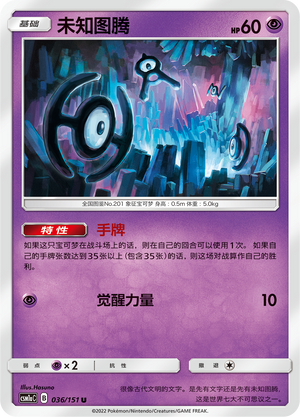 基础
未知图腾
HP60
全国图鉴No.201 象征宝可梦 身高：0.5m 体重：5.0kg
特性 手牌
如果这只宝可梦在战斗场上的话，则在自己的回合可以使用1次。如果自己
的手牌张数达到35张以上（包含35张）的话，则这场对战算作自己的胜
利。
觉醒力量 10
弱点 ×2 抗性 撤退
Illus.Hasuno
CSM1aC 036/151 U
很像古代文明的文字。是先有文字还是先有未知图腾，
这是世界七大不可思议之一。
©2022 Pokémon/Nintendo/Creatures/GAME FREAK.